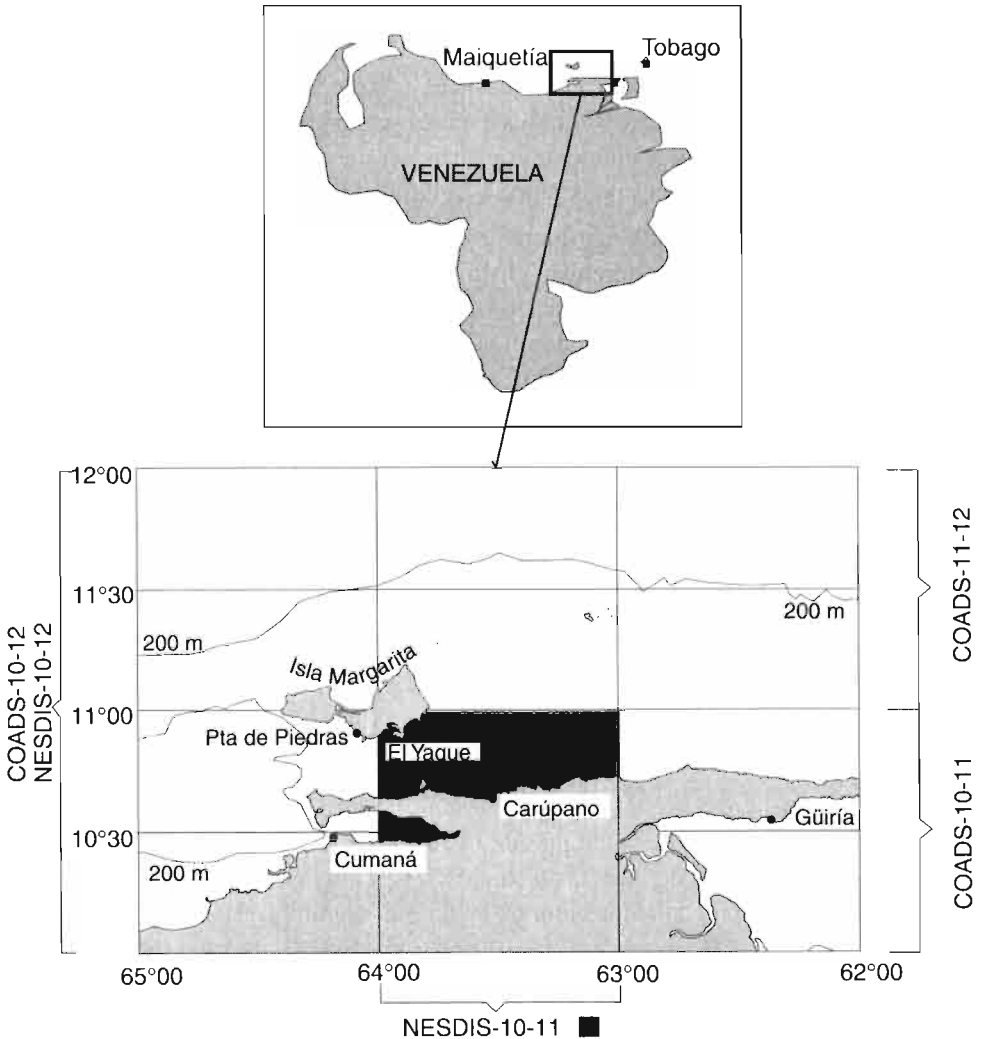 Maiquetía
Tobago
VENEZUELA
12°00
11°30
11°00
10°30
200 m
200 m
200 m
Isla Margarita
Pta de Piedras
El Yaque
Carúpano
Güiría
Cumaná
65°00
64°00
63°00
62°00
COADS-10-12
NESDIS-10-12
COADS-11-12
COADS-10-11
NESDIS-10-11